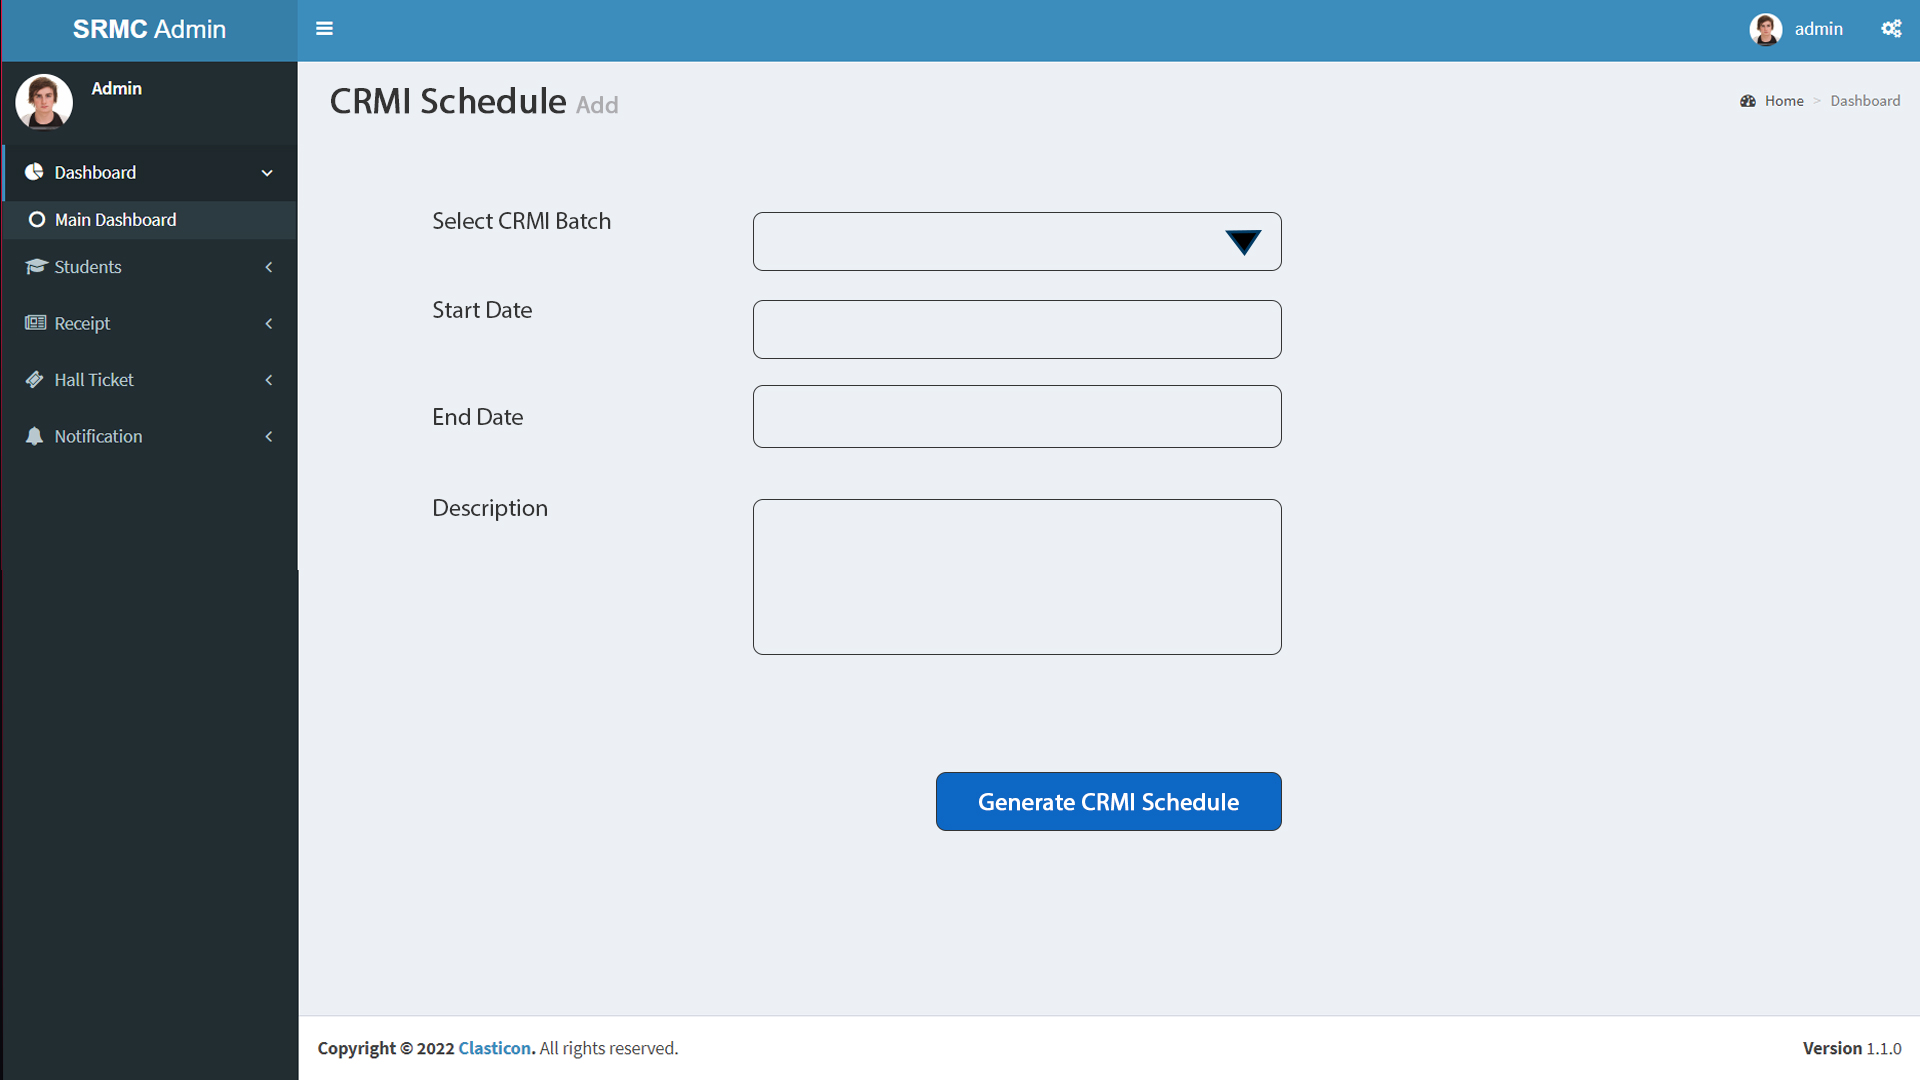 SRMC Admin
admin
Admin
CRMI Schedule Add
Home > Dashboard
Dashboard
Main Dashboard
Students
Receipt
Hall Ticket
Notification
Select CRMI Batch
Start Date
End Date
Description
Generate CRMI Schedule
Copyright © 2022 Clasticon. All rights reserved.
Version 1.1.0